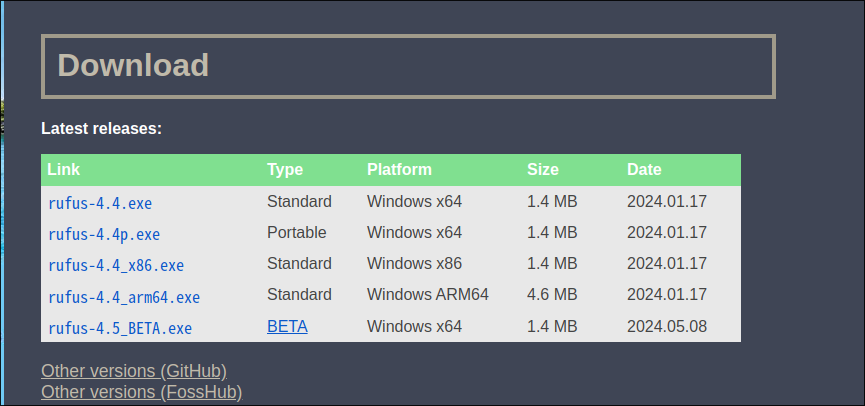 Download
Latest releases:
Link Type Platform Size Date
rufus-4.4.exe Standard Windows x64 1.4 MB 2024.01.17
rufus-4.4p.exe Portable Windows x64 1.4 MB 2024.01.17
rufus-4.4_x86.exe Standard Windows x86 1.4 MB 2024.01.17
rufus-4.4_arm64.exe Standard Windows ARM64 4.6 MB 2024.01.17
rufus-4.5_BETA.exe BETA Windows x64 1.4 MB 2024.05.08
Other versions (GitHub)
Other versions (FossHub)